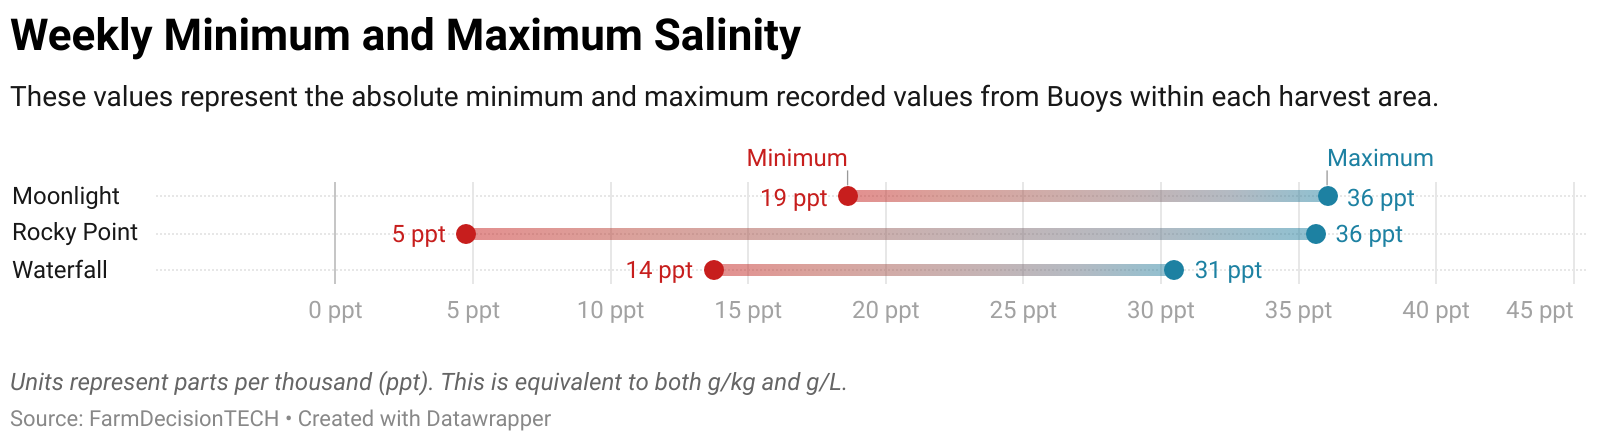 Weekly Minimum and Maximum Salinity
These values represent the absolute minimum and maximum recorded values from Buoys within each harvest area.
Minimum Maximum
Moonlight 19 ppt 36 ppt
Rocky Point 5 ppt 36 ppt
Waterfall 14 ppt 31 ppt
0 ppt 5 ppt 10 ppt 15 ppt 20 ppt 25 ppt 30 ppt 35 ppt 40 ppt 45 ppt
Units represent parts per thousand (ppt). This is equivalent to both g/kg and g/L.
Source: FarmDecisionTECH • Created with Datawrapper